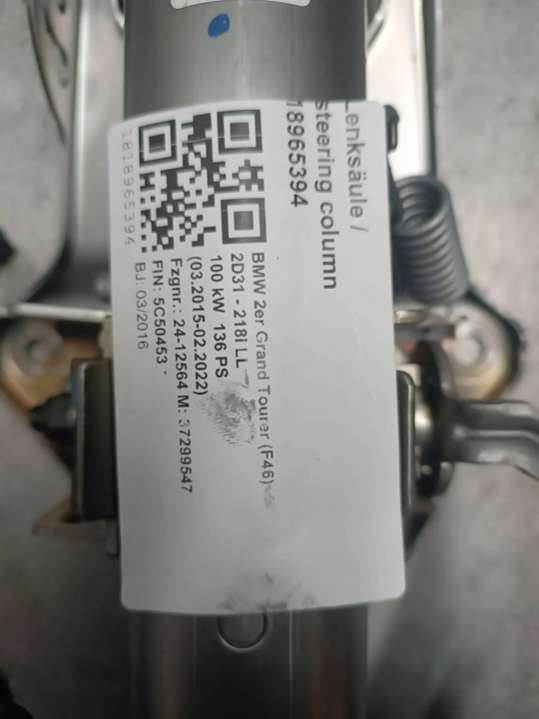 Lenksäule /
steering column
18965394
BMW 2er Grand Tourer (F46)
2D31 - 218i LL
100 kW 136 PS
(03.2015-02.2022)
Fzgnr.: 24-12564 M: 37299547
FIN: 5C50453
BJ: 03/2016
1818965394